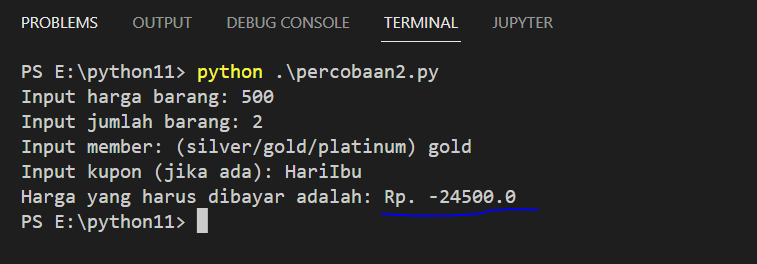 PROBLEMS OUTPUT DEBUG CONSOLE TERMINAL JUPYTER
PS E:\python11> python .\percobaan2.py
Input harga barang: 500
Input jumlah barang: 2
Input member: (silver/gold/platinum) gold
Input kupon (jika ada): HariIbu
Harga yang harus dibayar adalah: Rp. -24500.0
PS E:\python11>